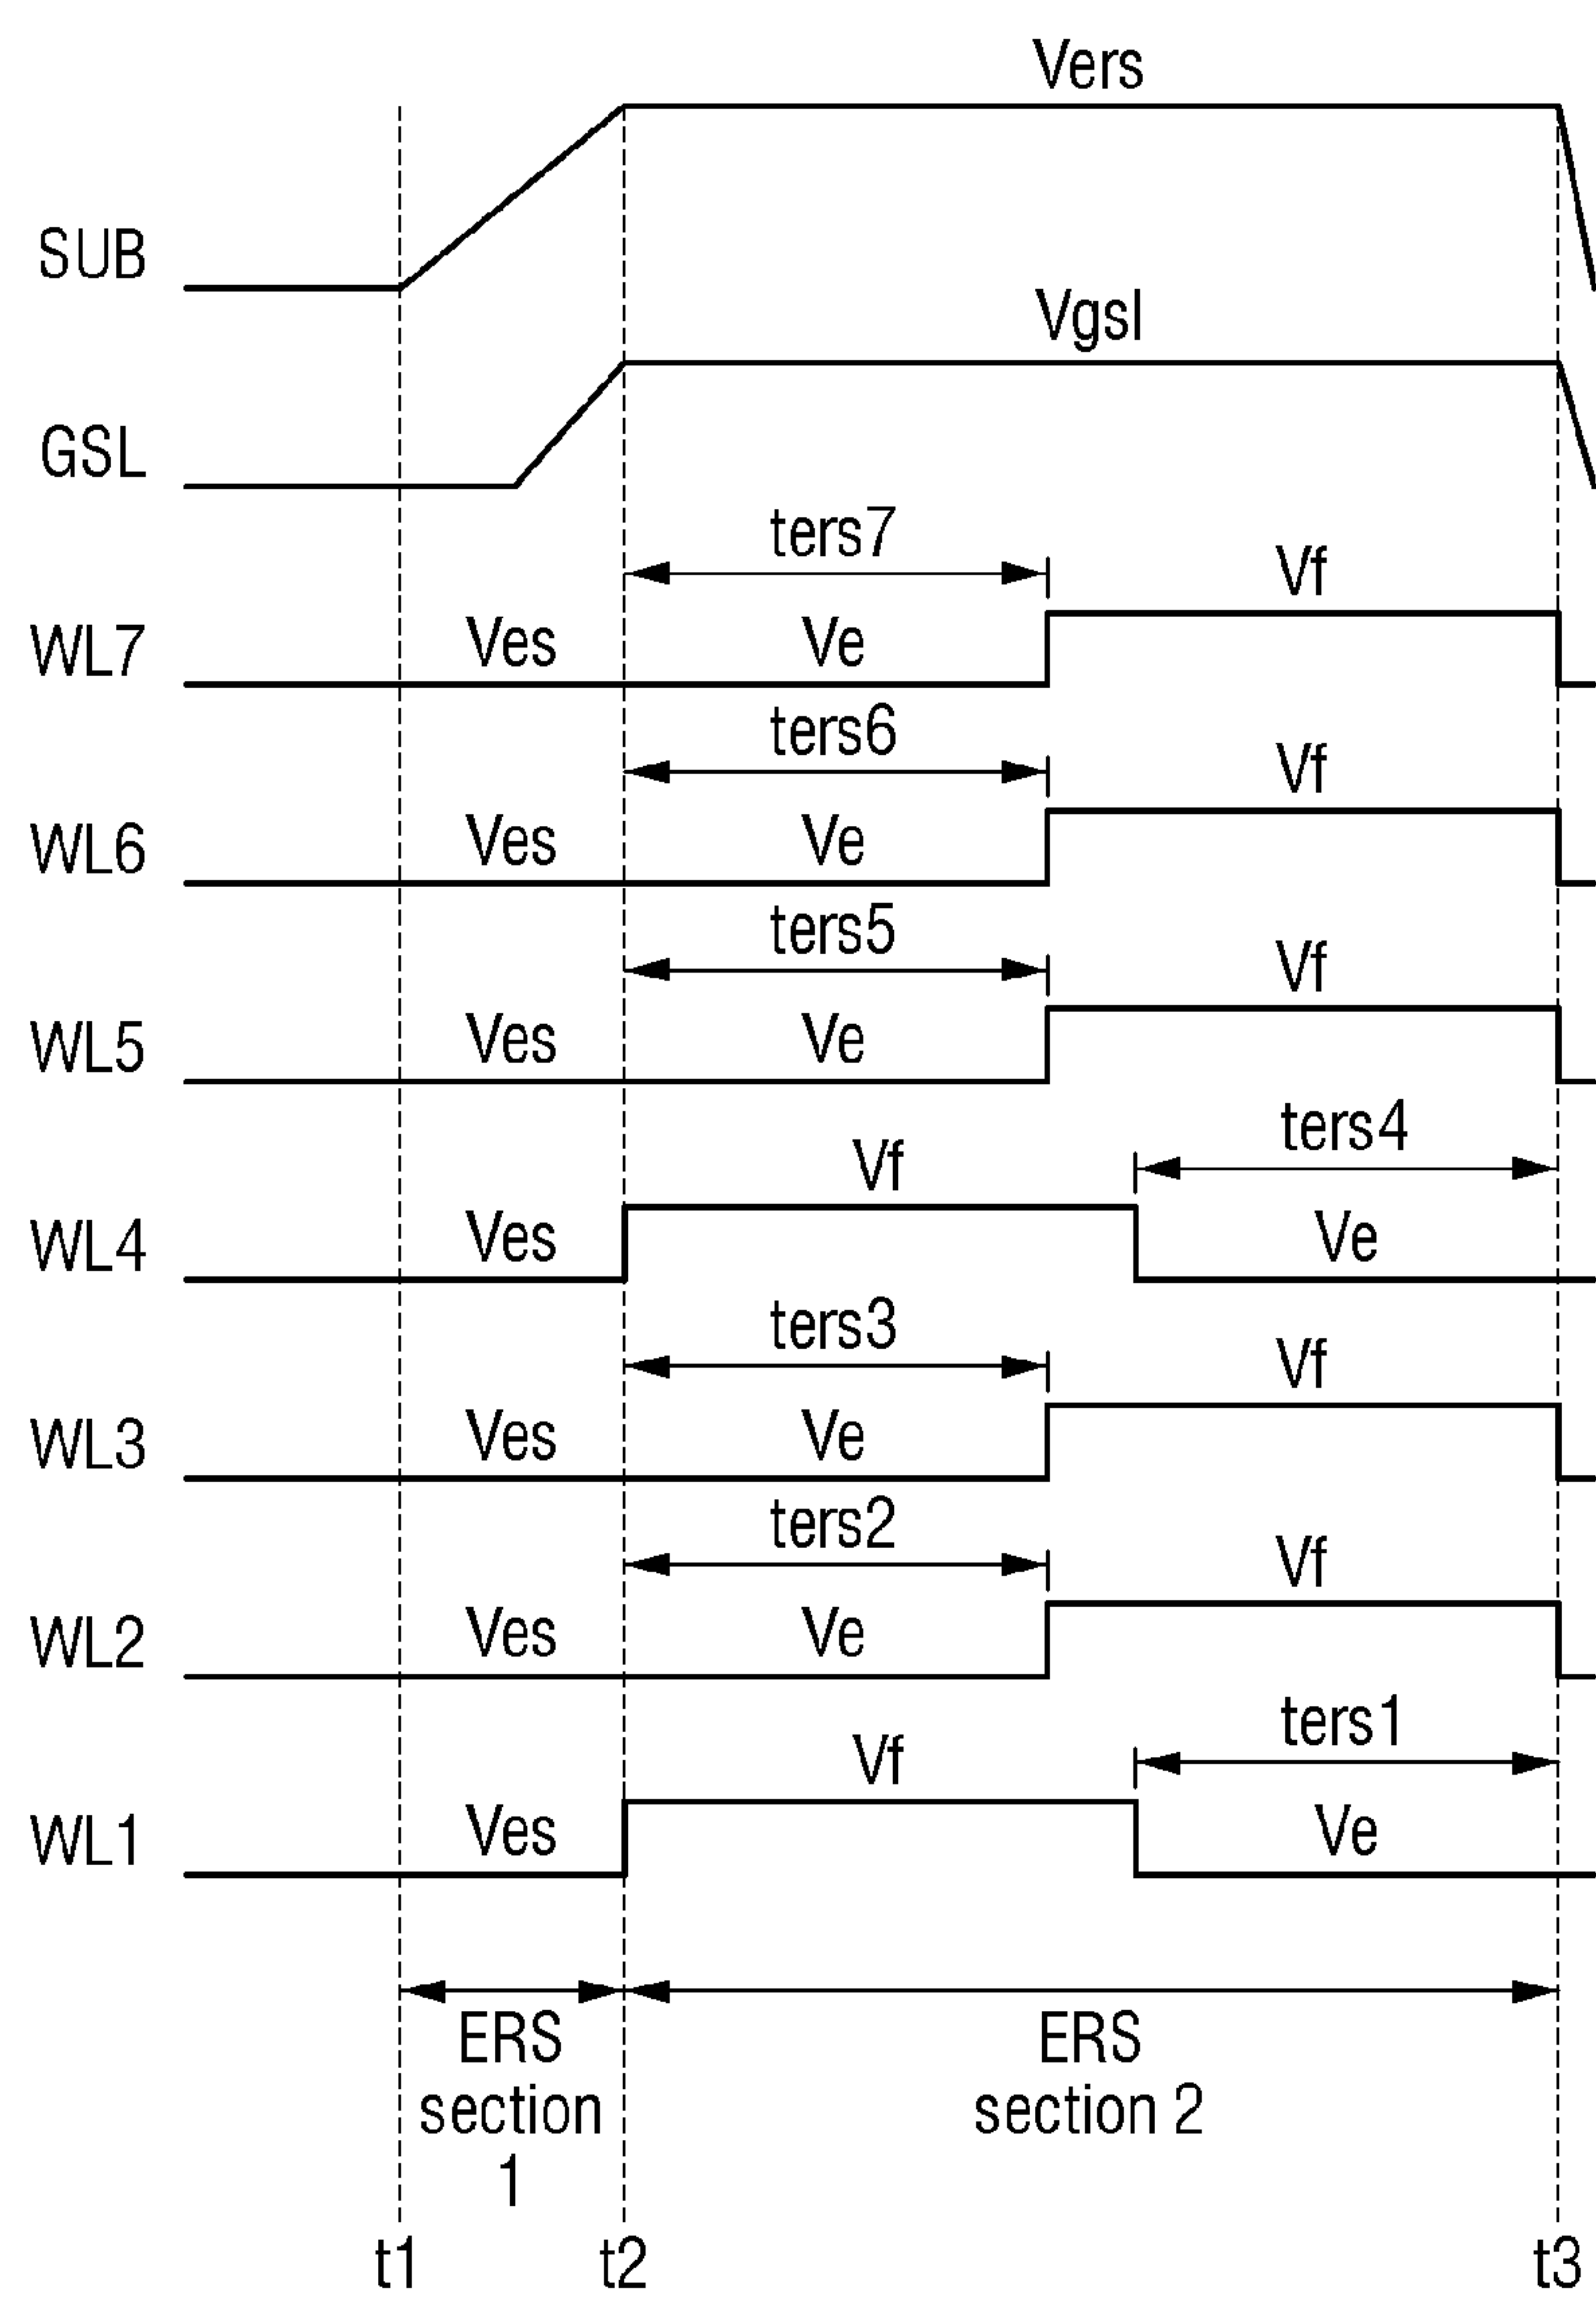 Vers
SUB
Vgsl
GSL
ters7
Vf
WL7 Ves Ve
ters6
Vf
WL6 Ves Ve
ters5
Vf
WL5 Ves Ve
ters4
Vf
WL4 Ves Ve
ters3
Vf
WL3 Ves Ve
ters2
Vf
WL2 Ves Ve
ters1
Vf
WL1 Ves Ve
ERS
section
1
ERS
section 2
t1 t2 t3